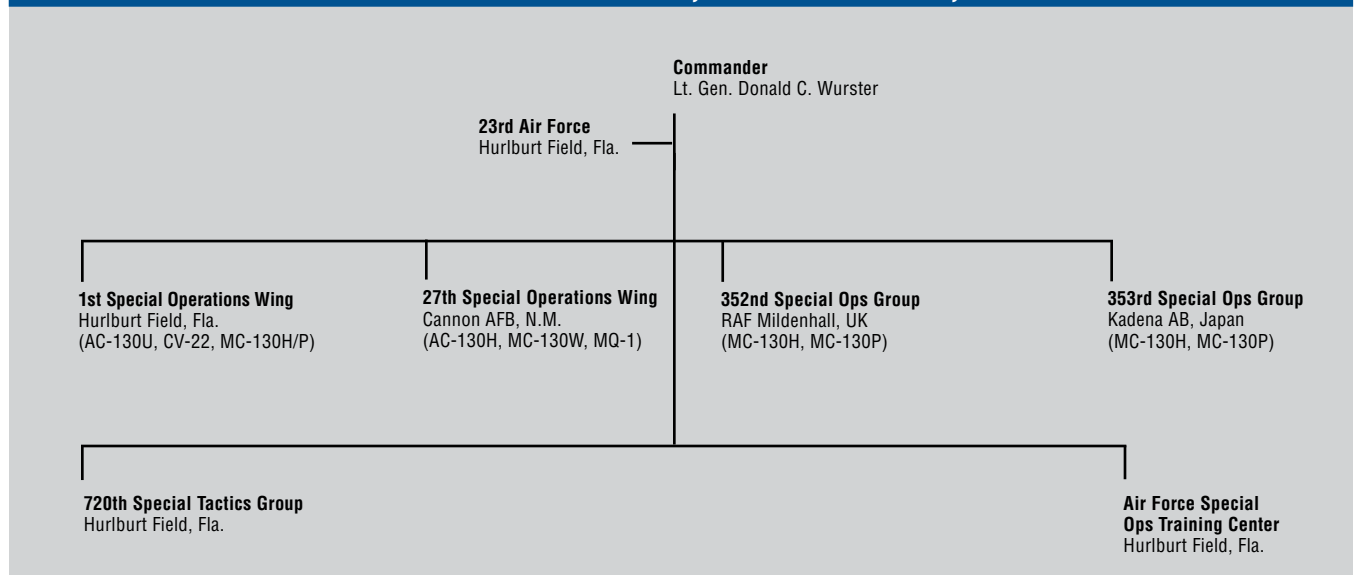 Commander
Lt. Gen. Donald C. Wurster
23rd Air Force
Hurlburt Field, Fla.
1st Special Operations Wing
Hurlburt Field, Fla.
(AC-130U, CV-22, MC-130H/P)
27th Special Operations Wing
Cannon AFB, N.M.
(AC-130H, MC-130W, MQ-1)
352nd Special Ops Group
RAF Mildenhall, UK
(MC-130H, MC-130P)
353rd Special Ops Group
Kadena AB, Japan
(MC-130H, MC-130P)
720th Special Tactics Group
Hurlburt Field, Fla.
Air Force Special
Ops Training Center
Hurlburt Field, Fla.